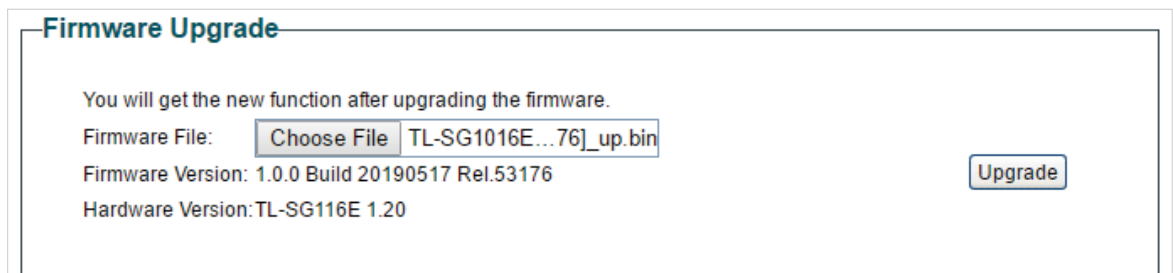 Firmware Upgrade
You will get the new function after upgrading the firmware.
Firmware File: Choose File TL-SG1016E…76]_up.bin
Firmware Version: 1.0.0 Build 20190517 Rel.53176
Upgrade
Hardware Version:TL-SG116E 1.20